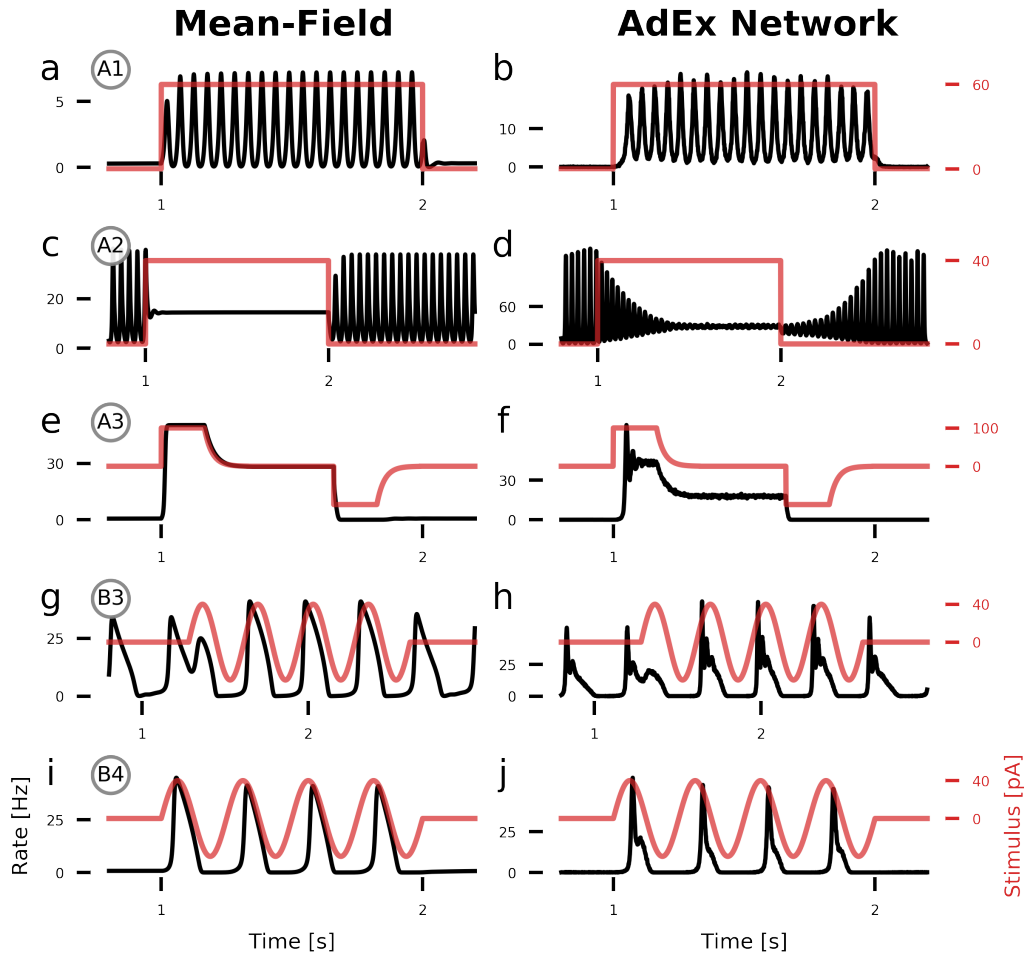 Mean-Field AdEx Network
a A1 b
5 10 60
0 0 0
1 2 1 2
c A2 d
20 60 40
0 0 0
1 2 1 2
e A3 f
30 30 100
0 0 0
1 2 1 2
g B3 h
25 25 40
0 0 0
1 2 1 2
i B4 j
25 25 40
0 0 0
1 2 1 2
Rate [Hz]
Stimulus [pA]
Time [s] Time [s]